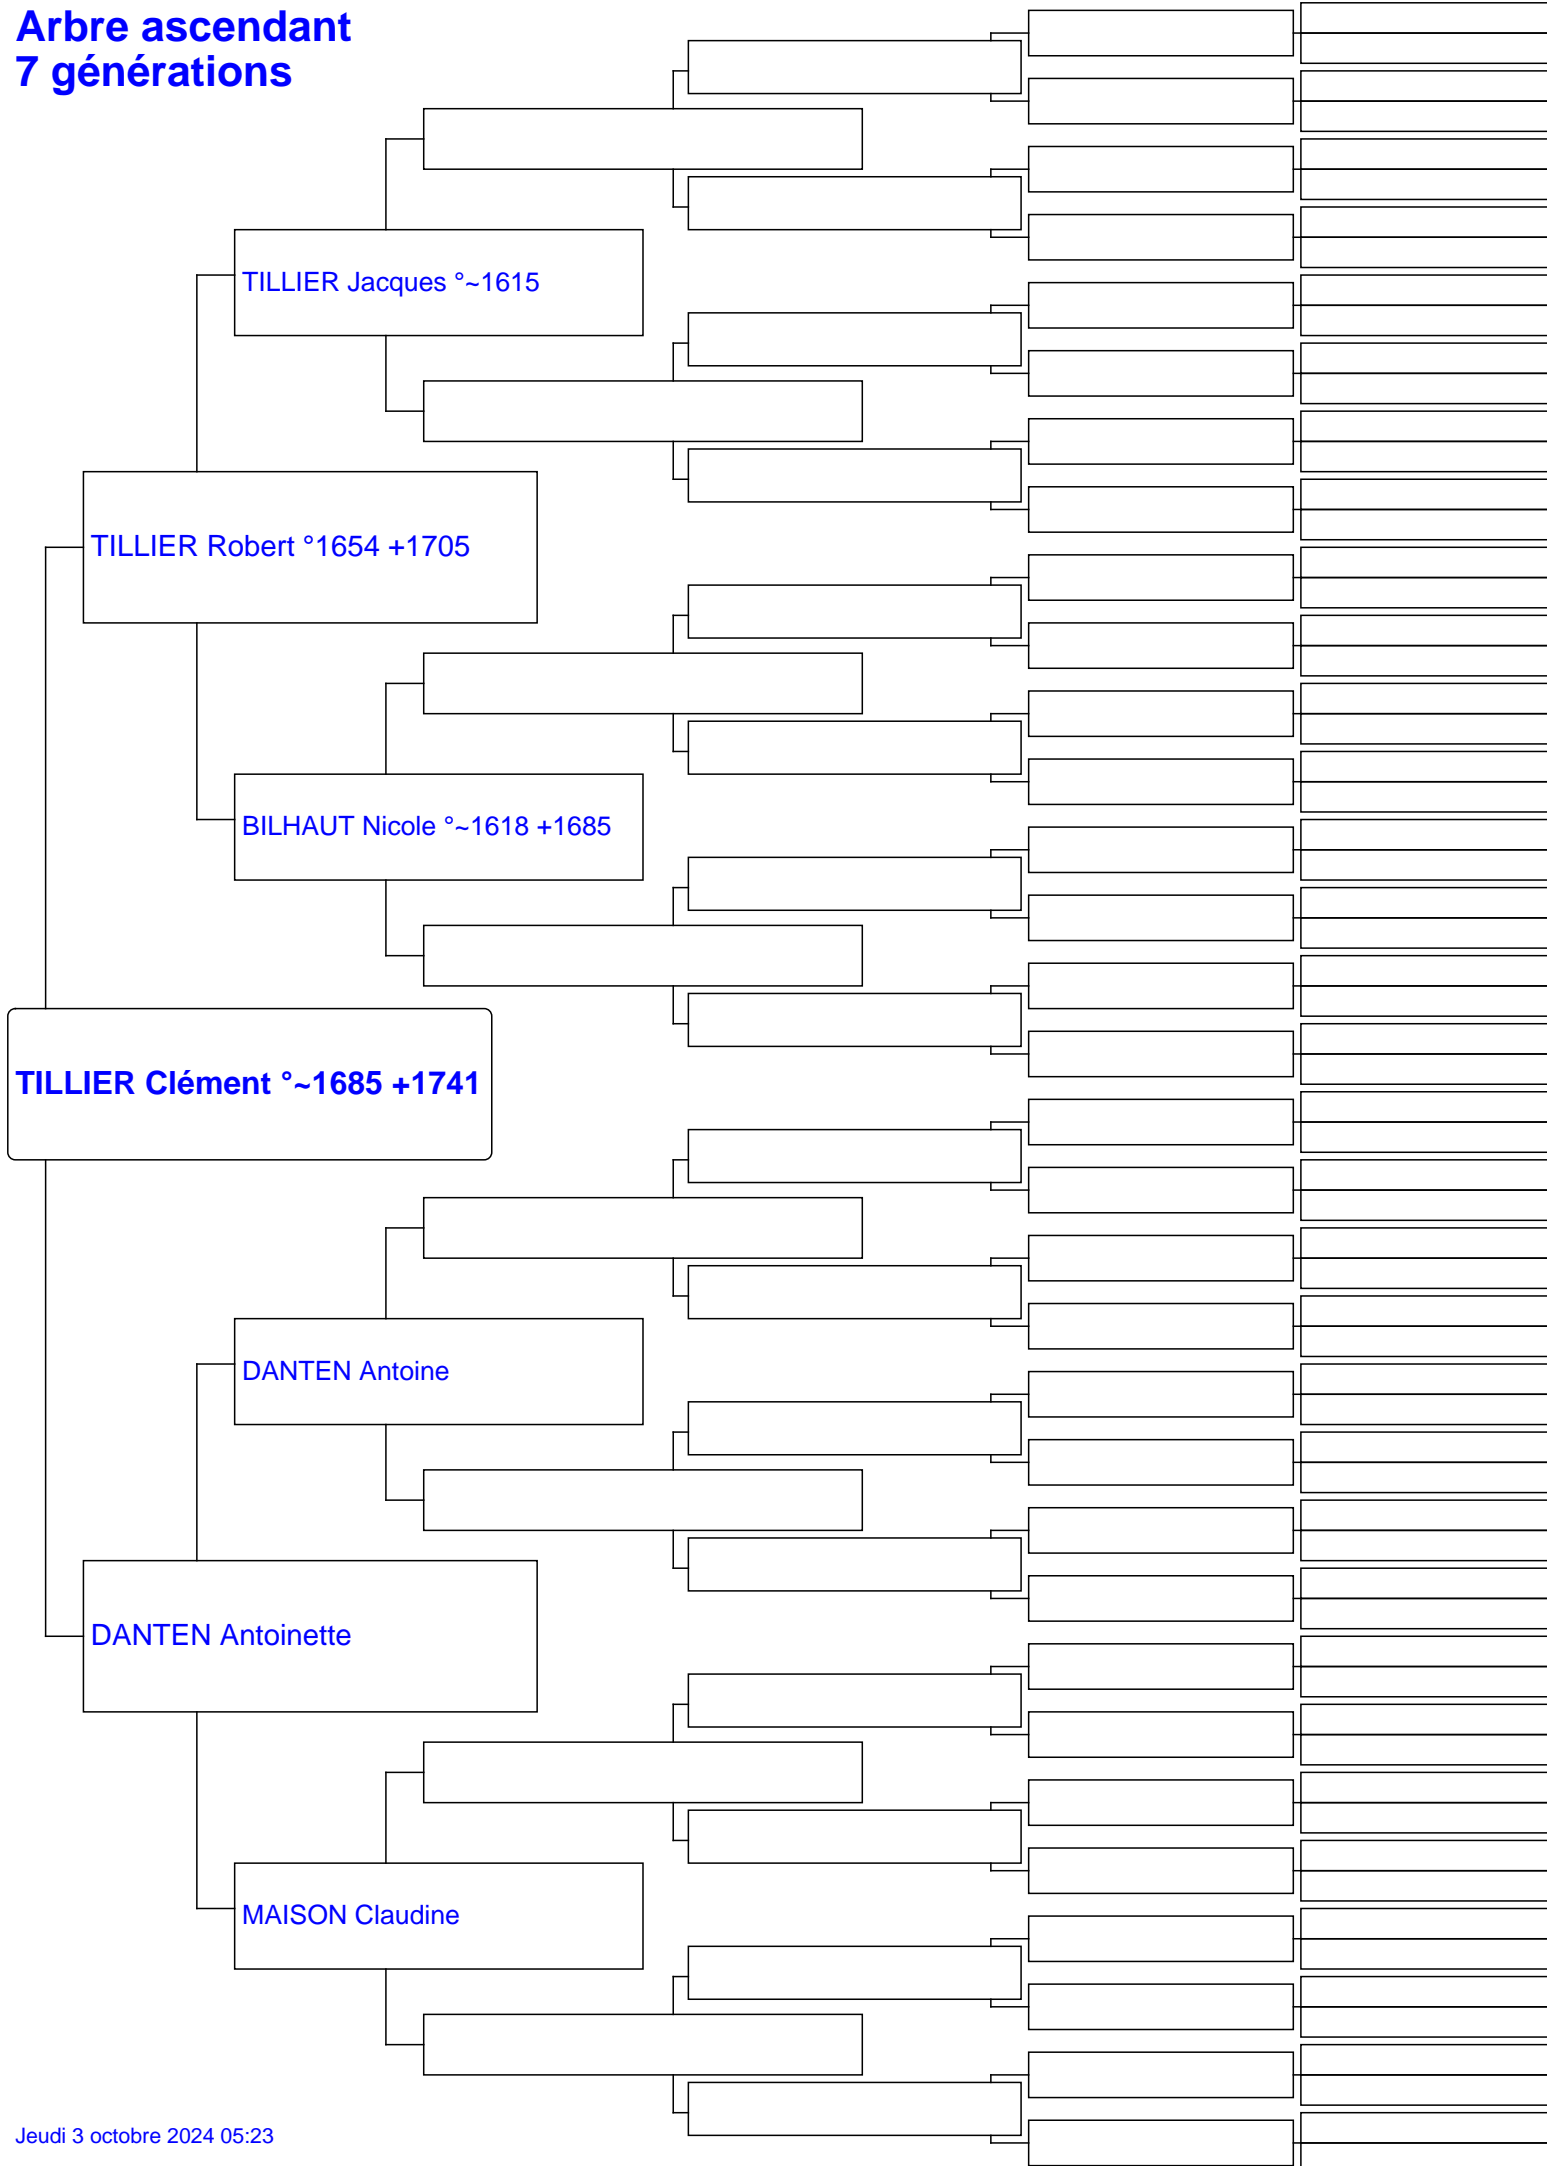 Arbre ascendant
7 générations
TILLIER Jacques °~1615
TILLIER Robert °1654 +1705
BILHAUT Nicole °~1618 +1685
TILLIER Clément °~1685 +1741
DANTEN Antoine
DANTEN Antoinette
MAISON Claudine
Jeudi 3 octobre 2024 05:23